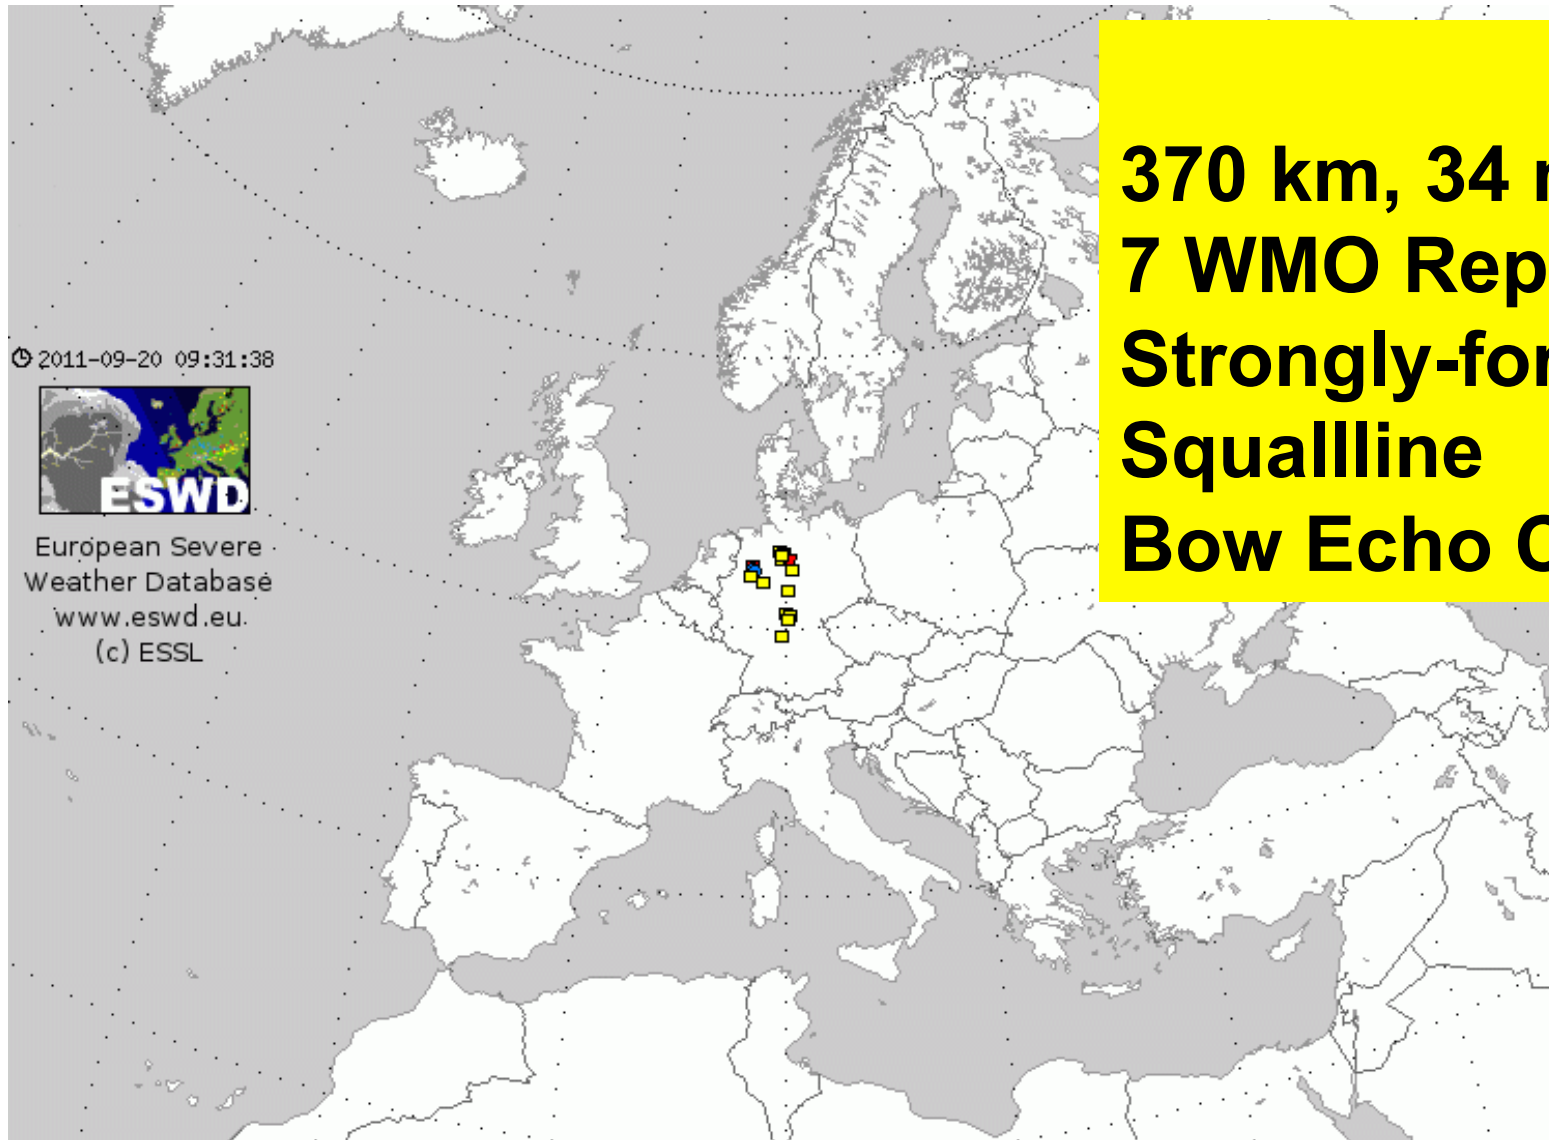 370 km, 34
7 WMO Rep
Strongly-for
Squallline
Bow Echo
2011-09-20 09:31:38
ESWD
European Severe
Weather Database
www.eswd.eu
(c) ESSL